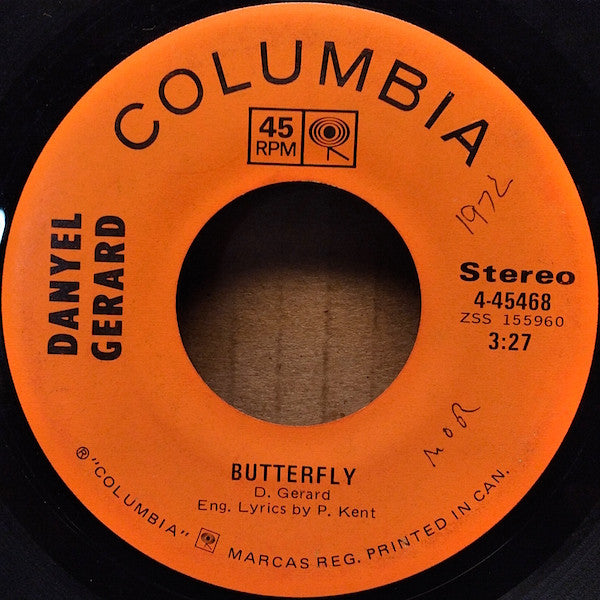 COLUMBIA
45
RPM
1972
DANYEL
GERARD
Stereo
4-45468
ZSS 155960
3:27
MOR
BUTTERFLY
D. Gerard
Eng. Lyrics by P. Kent
® "COLUMBIA" MARCAS REG. PRINTED IN CAN.